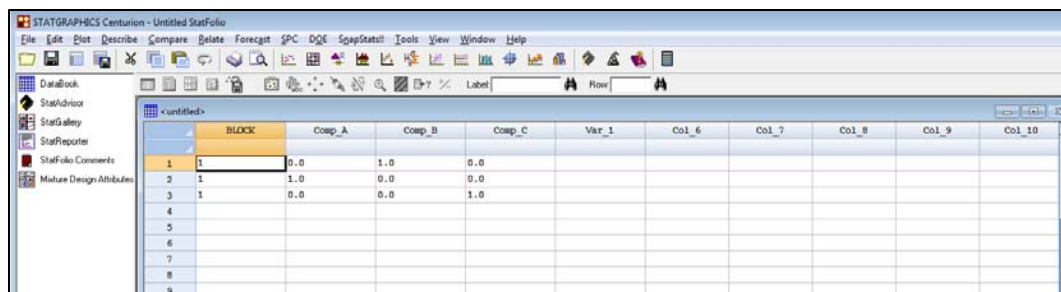 STATGRAPHICS Centurion - Untitled StatFolio
File Edit Plot Describe Compare Relate Forecast SPC DOE SnapStats!! Tools View Window Help
Label Row
DataBook
StatAdvisor
StatGallery
StatReporter
StatFolio Comments
Mixture Design Attributes
<untitled>
BLOCK Comp_A Comp_B Comp_C Var_1 Col_6 Col_7 Col_8 Col_9 Col_10
1 1 0.0 1.0 0.0
2 1 1.0 0.0 0.0
3 1 0.0 0.0 1.0
4
5
6
7
8
9